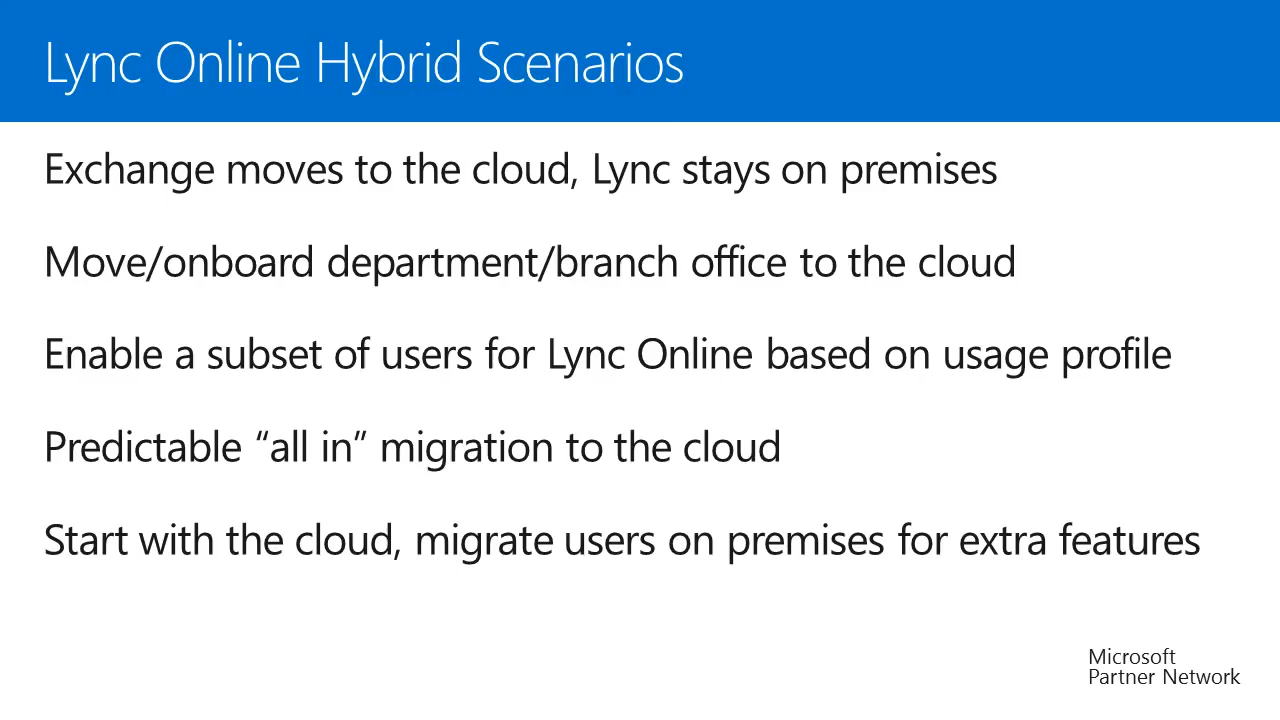 Lync Online Hybrid Scenarios
Exchange moves to the cloud, Lync stays on premises
Move/onboard department/branch office to the cloud
Enable a subset of users for Lync Online based on usage profile
Predictable “all in” migration to the cloud
Start with the cloud, migrate users on premises for extra features
Microsoft
Partner Network